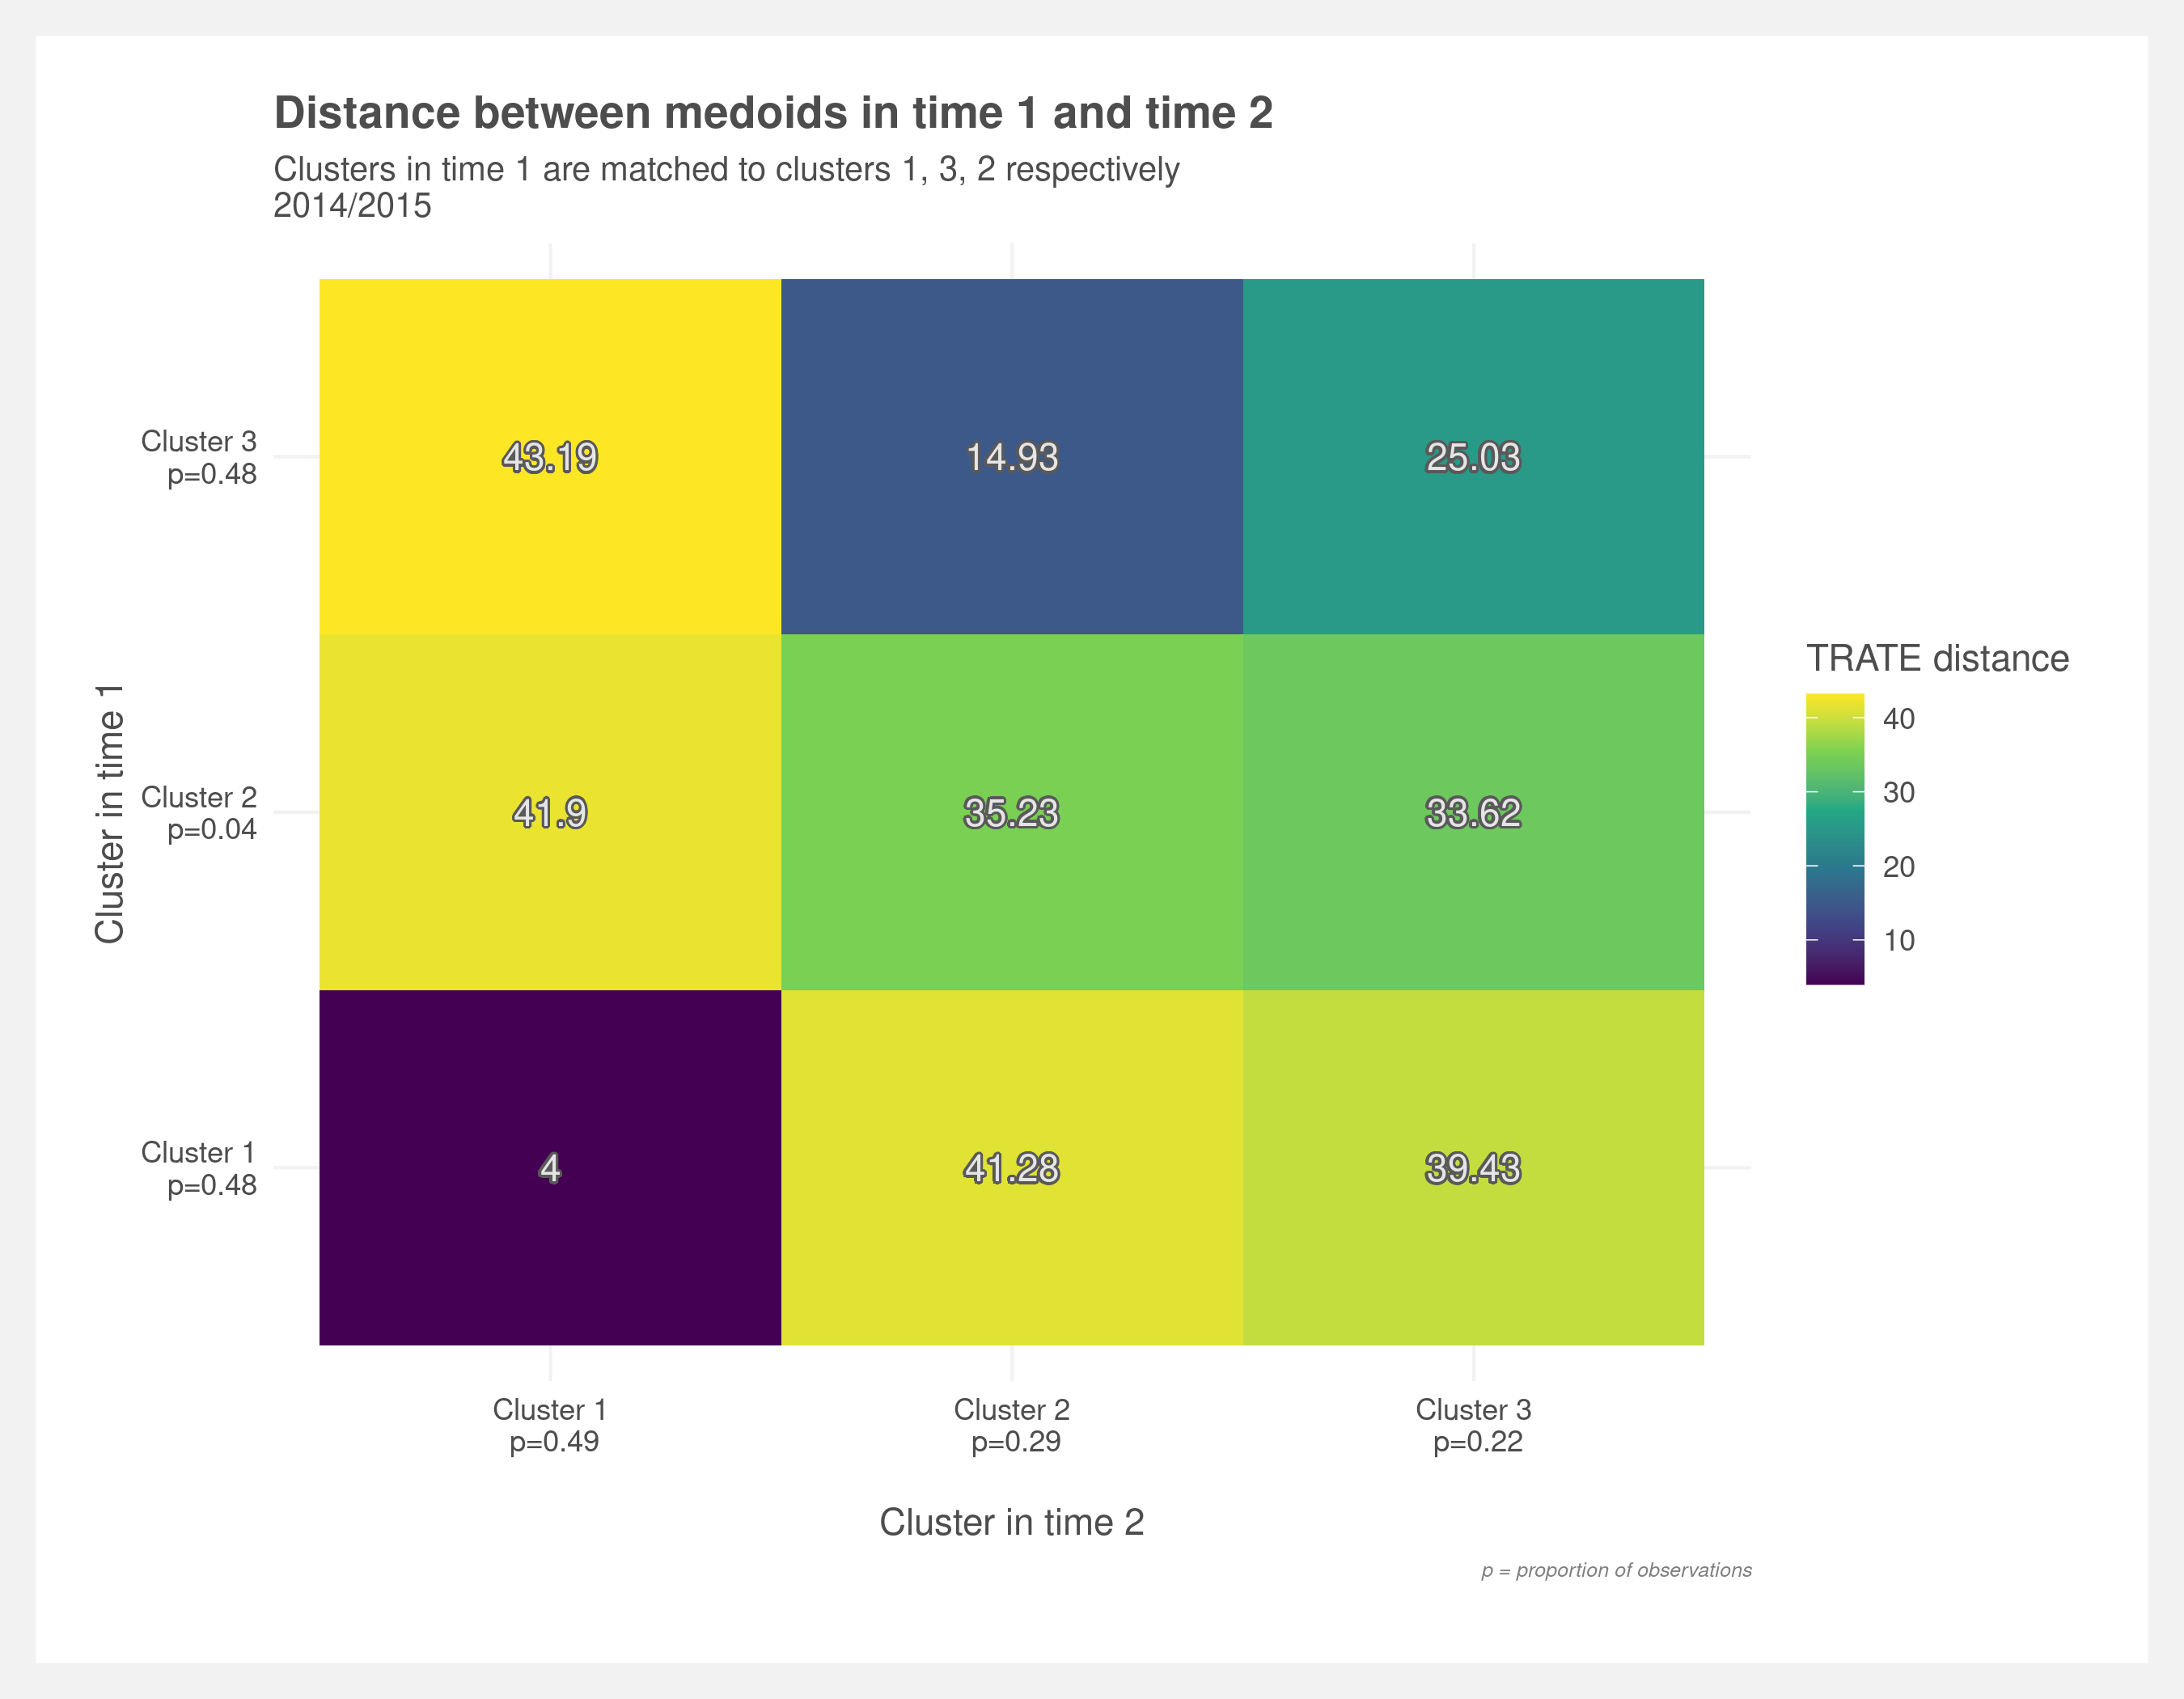 Distance between medoids in time 1 and time 2
Clusters in time 1 are matched to clusters 1, 3, 2 respectively
2014/2015
Cluster in time 1
Cluster 3
p=0.48
43.19
14.93
25.03
Cluster 2
p=0.04
41.9
35.23
33.62
Cluster 1
p=0.48
4
41.28
39.43
Cluster 1
p=0.49
Cluster 2
p=0.29
Cluster 3
p=0.22
Cluster in time 2
TRATE distance
40
30
20
10
p = proportion of observations